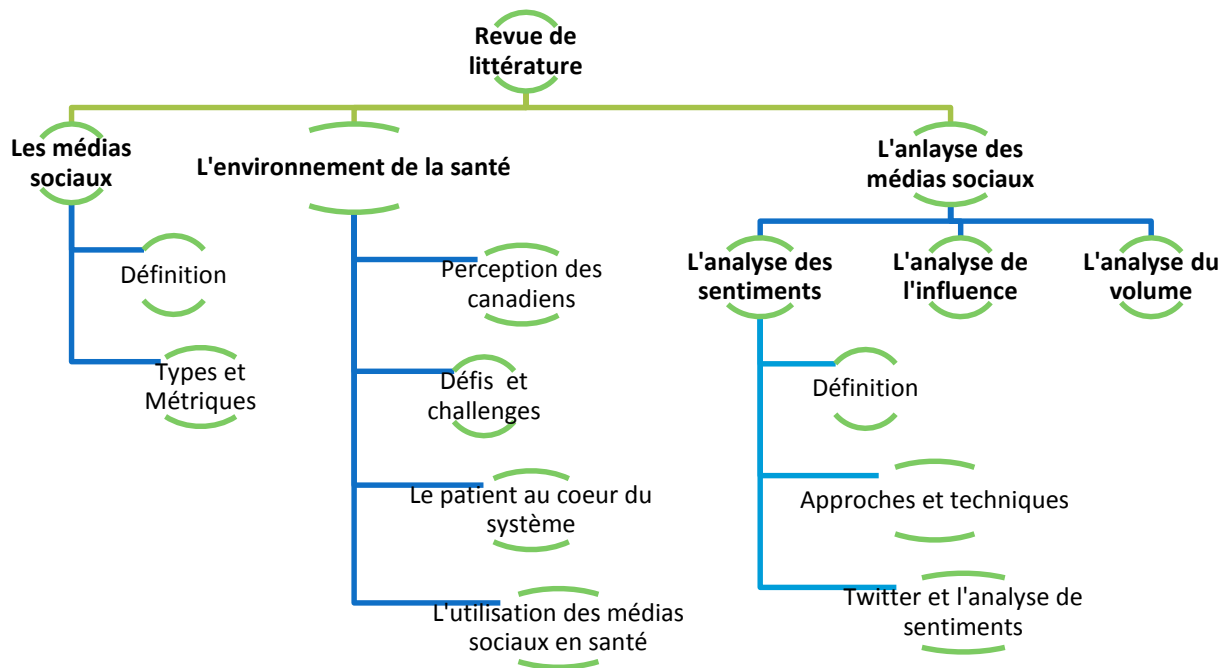 Revue de
littérature
Les médias
sociaux
Définition
Types et
Métriques
L'environnement de la santé
Perception des
canadiens
Défis et
challenges
Le patient au coeur du
système
L'utilisation des médias
sociaux en santé
L'anlayse des
médias sociaux
L'analyse des
sentiments
Définition
Approches et techniques
Twitter et l'analyse de
sentiments
L'analyse de
l'influence
L'analyse du
volume